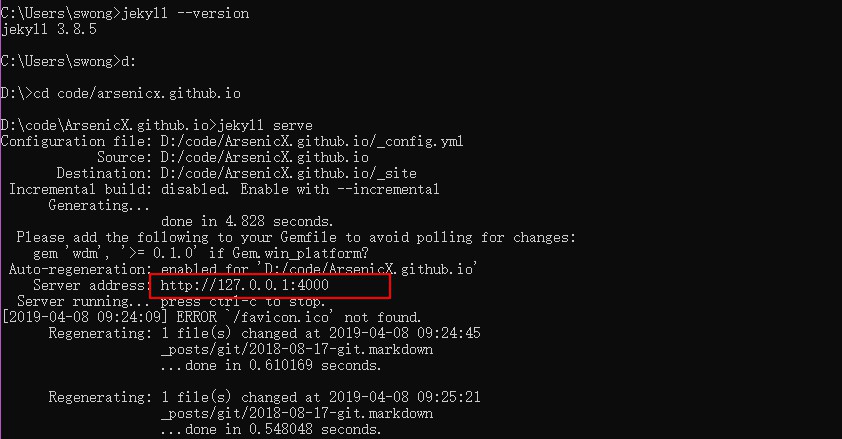 C:\Users\swong>jekyll --version
jekyll 3.8.5
C:\Users\swong>d:
D:\>cd code/arsenicx.github.io
D:\code\ArsenicX.github.io>jekyll serve
Configuration file: D:/code/ArsenicX.github.io/_config.yml
Source: D:/code/ArsenicX.github.io
Destination: D:/code/ArsenicX.github.io/_site
Incremental build: disabled. Enable with --incremental
Generating...
done in 4.828 seconds.
Please add the following to your Gemfile to avoid polling for changes:
gem 'wdm', '>= 0.1.0' if Gem.win_platform?
Auto-regeneration: enabled for 'D:/code/ArsenicX.github.io'
Server address: http://127.0.0.1:4000
Server running... press ctrl-c to stop.
[2019-04-08 09:24:09] ERROR `/favicon.ico' not found.
Regenerating: 1 file(s) changed at 2019-04-08 09:24:45
_posts/git/2018-08-17-git.markdown
...done in 0.610169 seconds.
Regenerating: 1 file(s) changed at 2019-04-08 09:25:21
_posts/git/2018-08-17-git.markdown
...done in 0.548048 seconds.